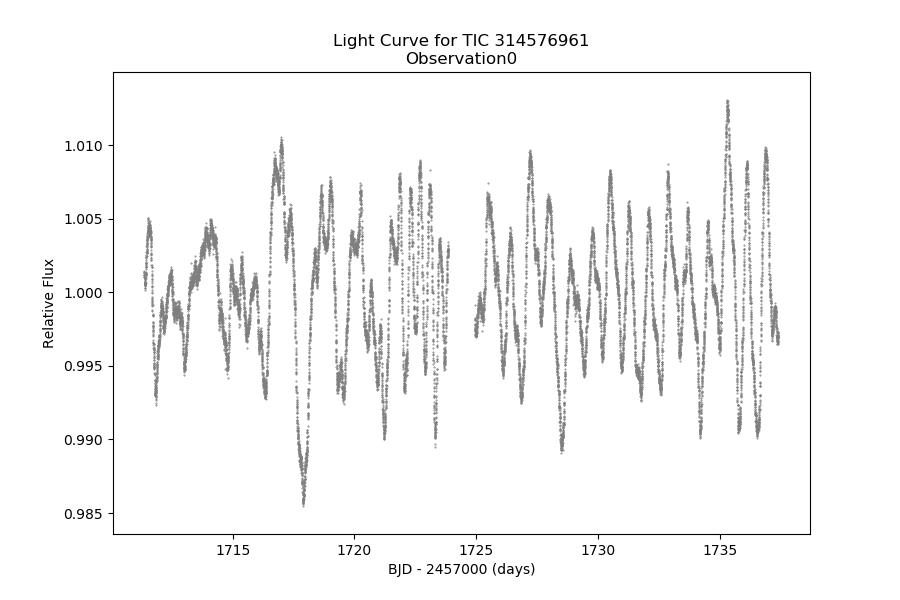 Light Curve for TIC 314576961
Observation0
1.010
1.005
1.000
0.995
0.990
0.985
Relative Flux
1715
1720
1725
1730
1735
BJD - 2457000 (days)